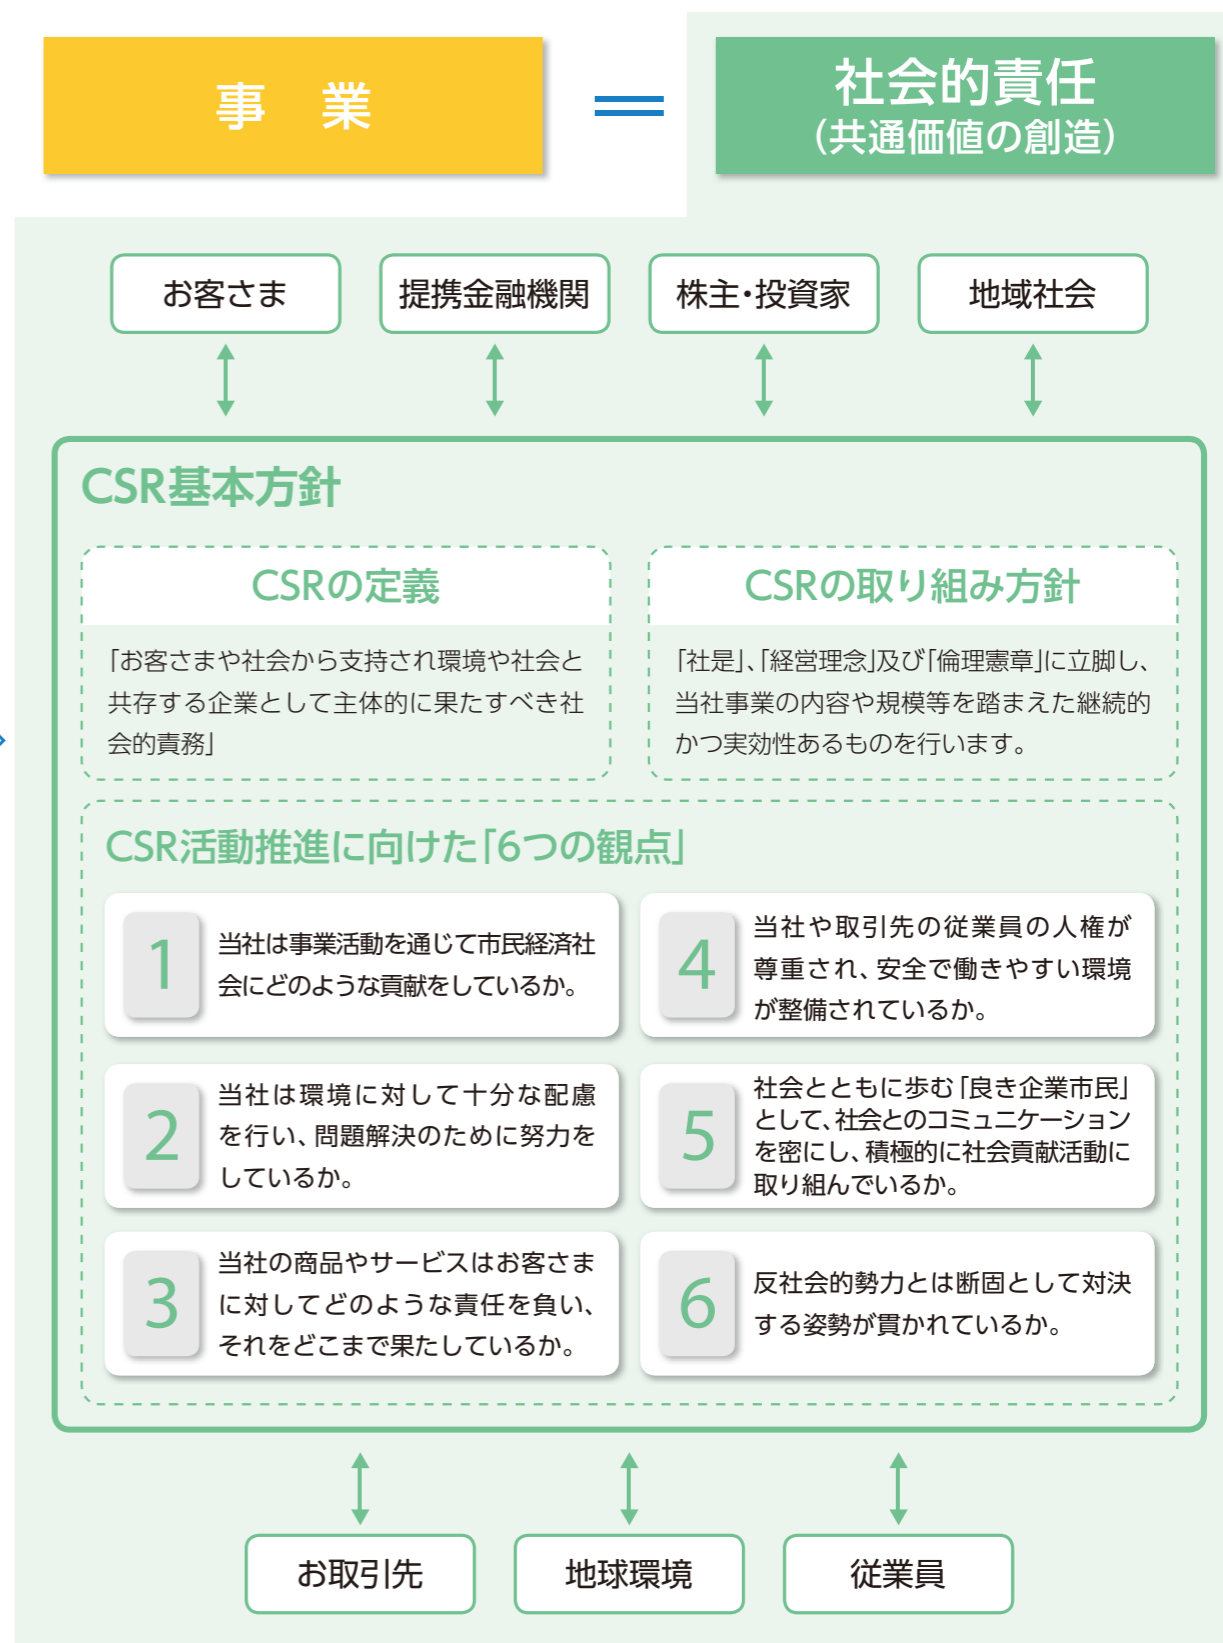 事　業
社会的責任
（共通価値の創造）
お客さま
提携金融機関
株主・投資家
地域社会
CSR基本方針
CSRの定義
「お客さまや社会から支持され環境や社会と
共存する企業として主体的に果たすべき社
会的責務」
CSRの取り組み方針
「社是」、「経営理念」及び「倫理憲章」に立脚し、
当社事業の内容や規模等を踏まえた継続的
かつ実効性あるものを行います。
CSR活動推進に向けた「6つの観点」
1
当社は事業活動を通じて市民経済社
会にどのような貢献をしているか。
2
当社は環境に対して十分な配慮
を行い、問題解決のために努力を
しているか。
3
当社の商品やサービスはお客さま
に対してどのような責任を負い、
それをどこまで果たしているか。
4
当社や取引先の従業員の人権が
尊重され、安全で働きやすい環境
が整備されているか。
5
社会とともに歩む「良き企業市民」
として、社会とのコミュニケーション
を密にし、積極的に社会貢献活動に
取り組んでいるか。
6
反社会的勢力とは断固として対決
する姿勢が貫かれているか。
お取引先
地球環境
従業員